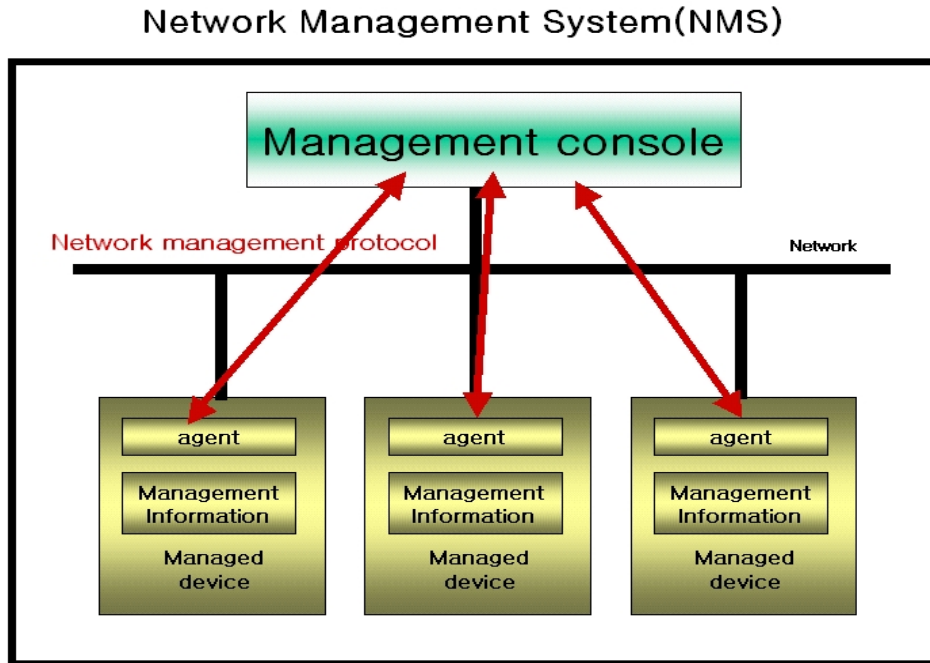 Network Management System(NMS)
Management console
Network management protocol
Network
agent
Management
Information
Managed
device
agent
Management
Information
Managed
device
agent
Management
Information
Managed
device